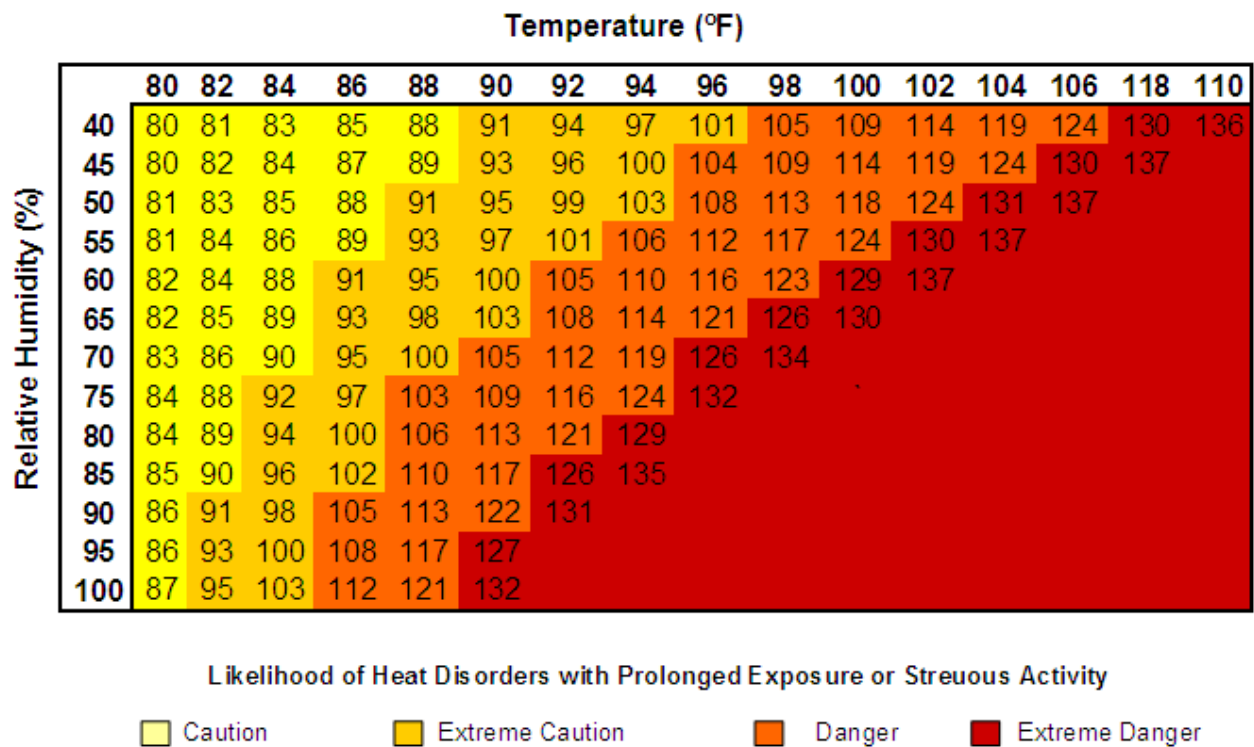 Temperature (ºF)
80 82 84 86 88 90 92 94 96 98 100 102 104 106 118 110
Relative Humidity (%)
40 80 81 83 85 88 91 94 97 101 105 109 114 119 124 130 136
45 80 82 84 87 89 93 96 100 104 109 114 119 124 130 137
50 81 83 85 88 91 95 99 103 108 113 118 124 131 137
55 81 84 86 89 93 97 101 106 112 117 124 130 137
60 82 84 88 91 95 100 105 110 116 123 129 137
65 82 85 89 93 98 103 108 114 121 126 130
70 83 86 90 95 100 105 112 119 126 134
75 84 88 92 97 103 109 116 124 132
80 84 89 94 100 106 113 121 129
85 85 90 96 102 110 117 126 135
90 86 91 98 105 113 122 131
95 86 93 100 108 117 127
100 87 95 103 112 121 132
Likelihood of Heat Disorders with Prolonged Exposure or Streuous Activity
Caution Extreme Caution Danger Extreme Danger